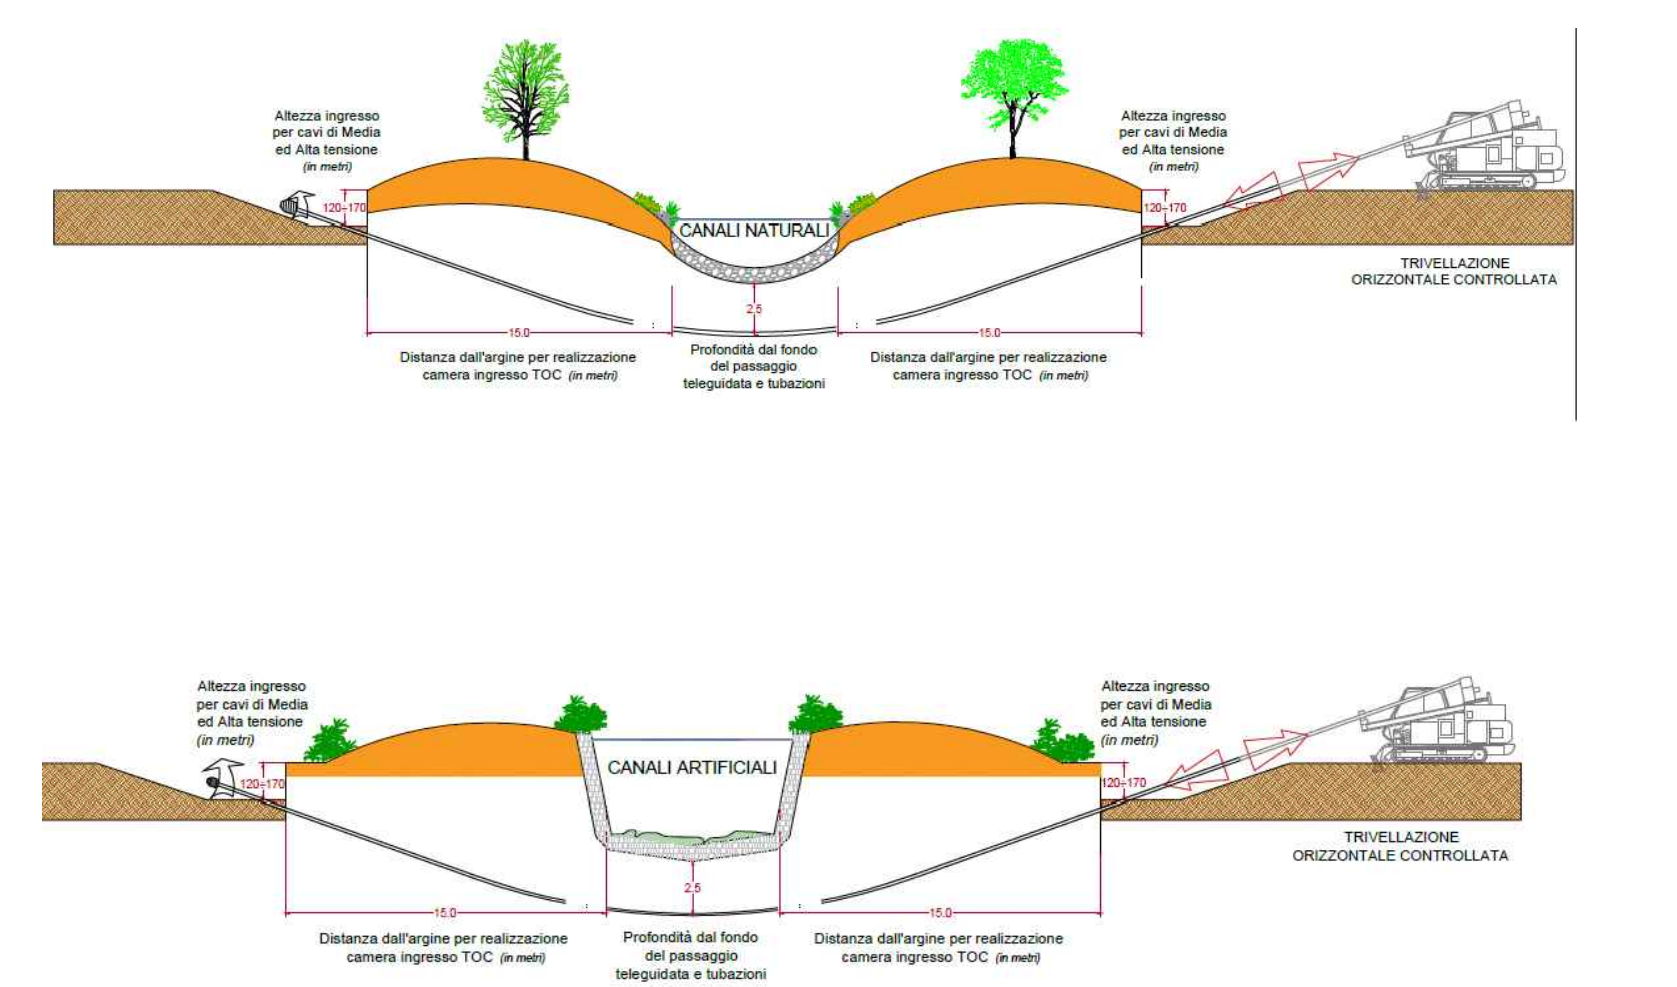 Altezza ingresso
per cavi di Media
ed Alta tensione
(in metri)
120÷170
CANALI NATURALI
Altezza ingresso
per cavi di Media
ed Alta tensione
(in metri)
120÷170
TRIVELLAZIONE
ORIZZONTALE CONTROLLATA
15.0
2.5
15.0
Distanza dall'argine per realizzazione
camera ingresso TOC (in metri)
Profondità dal fondo
del passaggio
teleguidata e tubazioni
Distanza dall'argine per realizzazione
camera ingresso TOC (in metri)
Altezza ingresso
per cavi di Media
ed Alta tensione
(in metri)
120÷170
CANALI ARTIFICIALI
Altezza ingresso
per cavi di Media
ed Alta tensione
(in metri)
120÷170
TRIVELLAZIONE
ORIZZONTALE CONTROLLATA
15.0
2.5
15.0
Distanza dall'argine per realizzazione
camera ingresso TOC (in metri)
Profondità dal fondo
del passaggio
teleguidata e tubazioni
Distanza dall'argine per realizzazione
camera ingresso TOC (in metri)